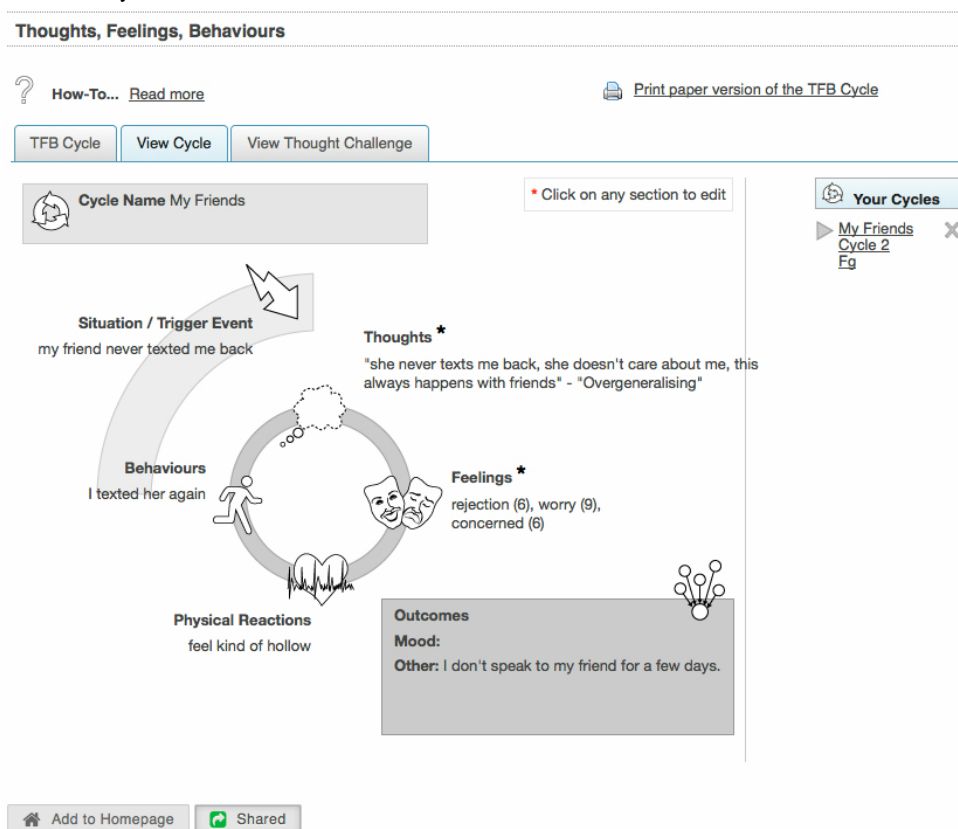 Thoughts, Feelings, Behaviours
How-To... Read more
Print paper version of the TFB Cycle
TFB Cycle
View Cycle
View Thought Challenge
Cycle Name My Friends
* Click on any section to edit
Your Cycles
My Friends
Cycle 2
Fg
Situation / Trigger Event
my friend never texted me back
Thoughts *
"she never texts me back, she doesn't care about me, this
always happens with friends" - "Overgeneralising"
Behaviours
I texted her again
Feelings *
rejection (6), worry (9),
concerned (6)
Physical Reactions
feel kind of hollow
Outcomes
Mood:
Other: I don't speak to my friend for a few days.
Add to Homepage
Shared